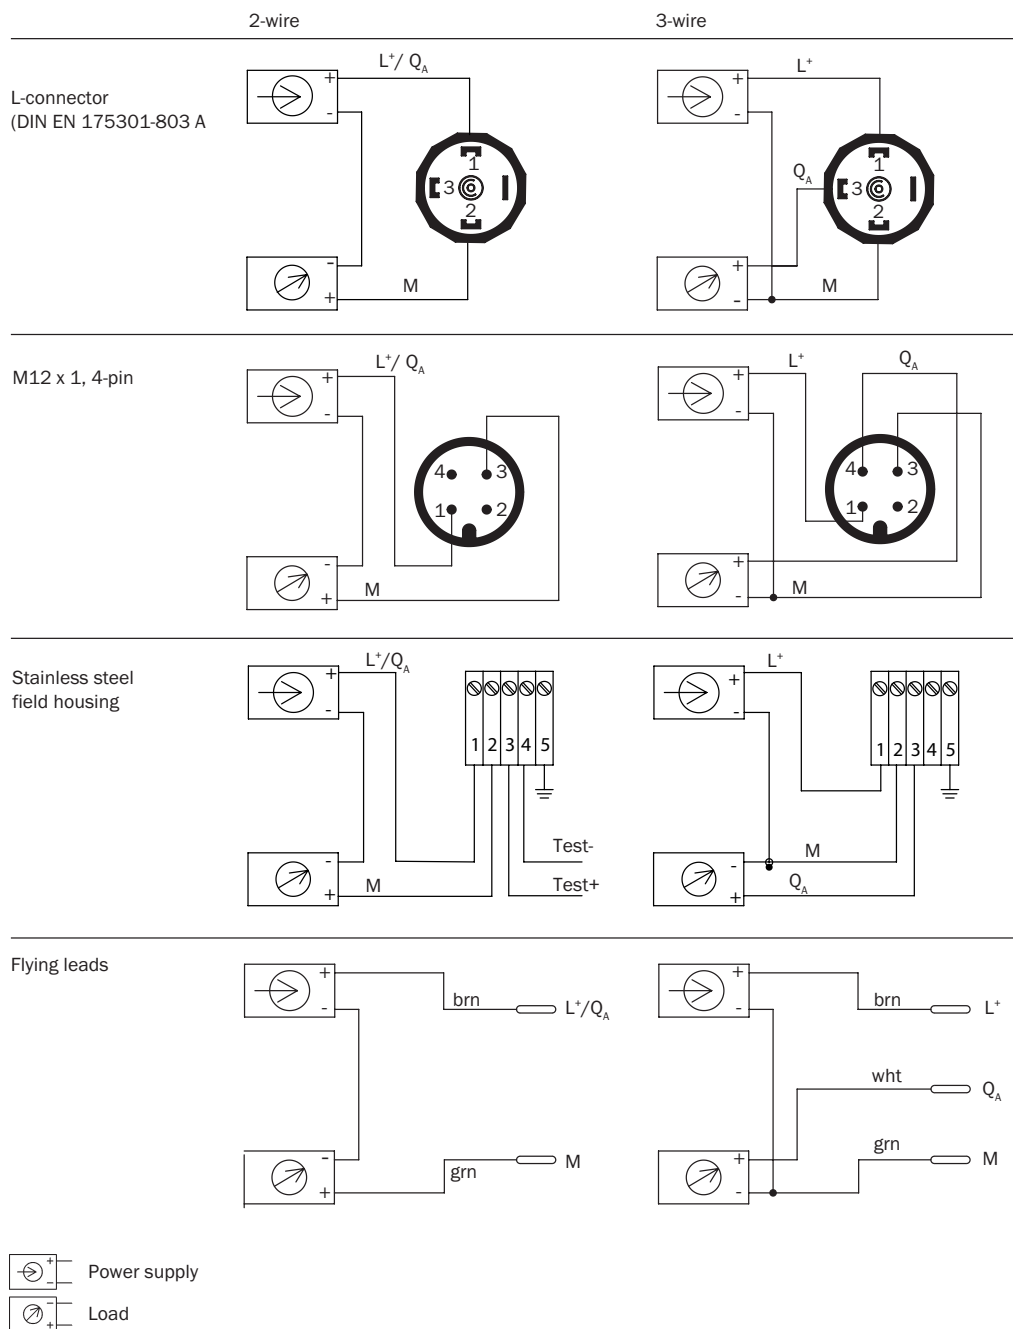 2-wire 3-wire
L-connector
(DIN EN 175301-803 A
+ L⁺/ Q_A
-
1
3
2
-
+ M
+ L⁺
-
1
Q_A 3
2
+
- M
M12 x 1, 4-pin
+ L⁺/ Q_A
-
4 3
1 2
-
+ M
+ L⁺ Q_A
-
4 3
1 2
+
- M
Stainless steel
field housing
+ L⁺/Q_A
-
1 2 3 4 5
- Test-
+ M Test+
+ L⁺
-
1 2 3 4 5
- M
+ Q_A
Flying leads
+
- brn L⁺/Q_A
-
+ grn M
+
- brn L⁺
wht Q_A
+ grn M
-
+
- Power supply
-
+ Load